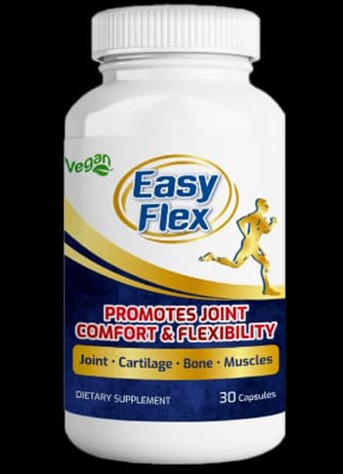 Vegan
Easy
Flex
PROMOTES JOINT
COMFORT & FLEXIBILITY
Joint · Cartilage · Bone · Muscles
DIETARY SUPPLEMENT 30 Capsules